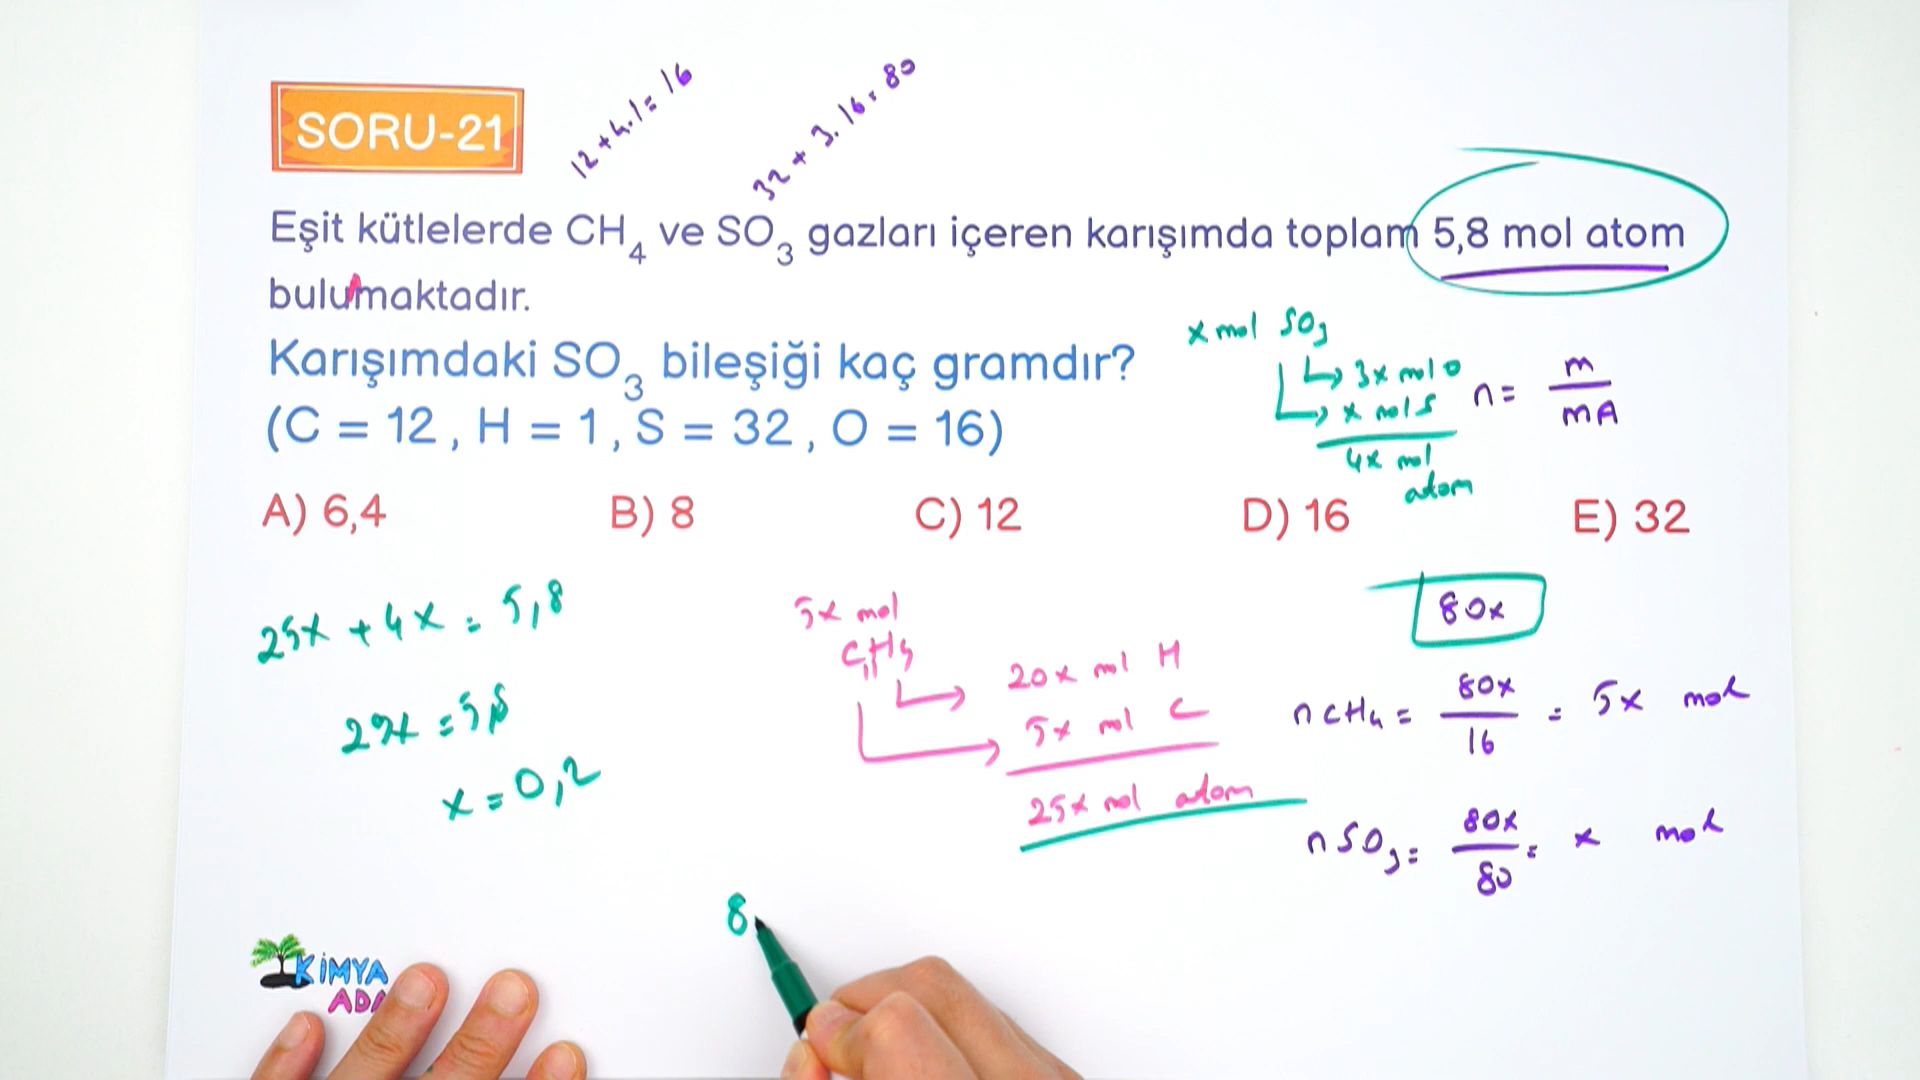 SORU-21
12 + 4.1 = 16
32 + 3.16 = 80
Eşit kütlelerde CH4 ve SO3 gazları içeren karışımda toplam 5,8 mol atom
bulumaktadır.
Karışımdaki SO3 bileşiği kaç gramdır?
(C = 12 , H = 1 , S = 32 , O = 16)
x mol SO3
3x mol O
x mol S
4x mol
atom
n = m / mA
A) 6,4 B) 8 C) 12 D) 16 E) 32
25x + 4x = 5,8
29x = 5,8
x = 0,2
5x mol
CH4
20x mol H
5x mol C
25x mol atom
80x
n CH4 = 80x / 16 = 5x mol
n SO3 = 80x / 80 = x mol
8
KİMYA